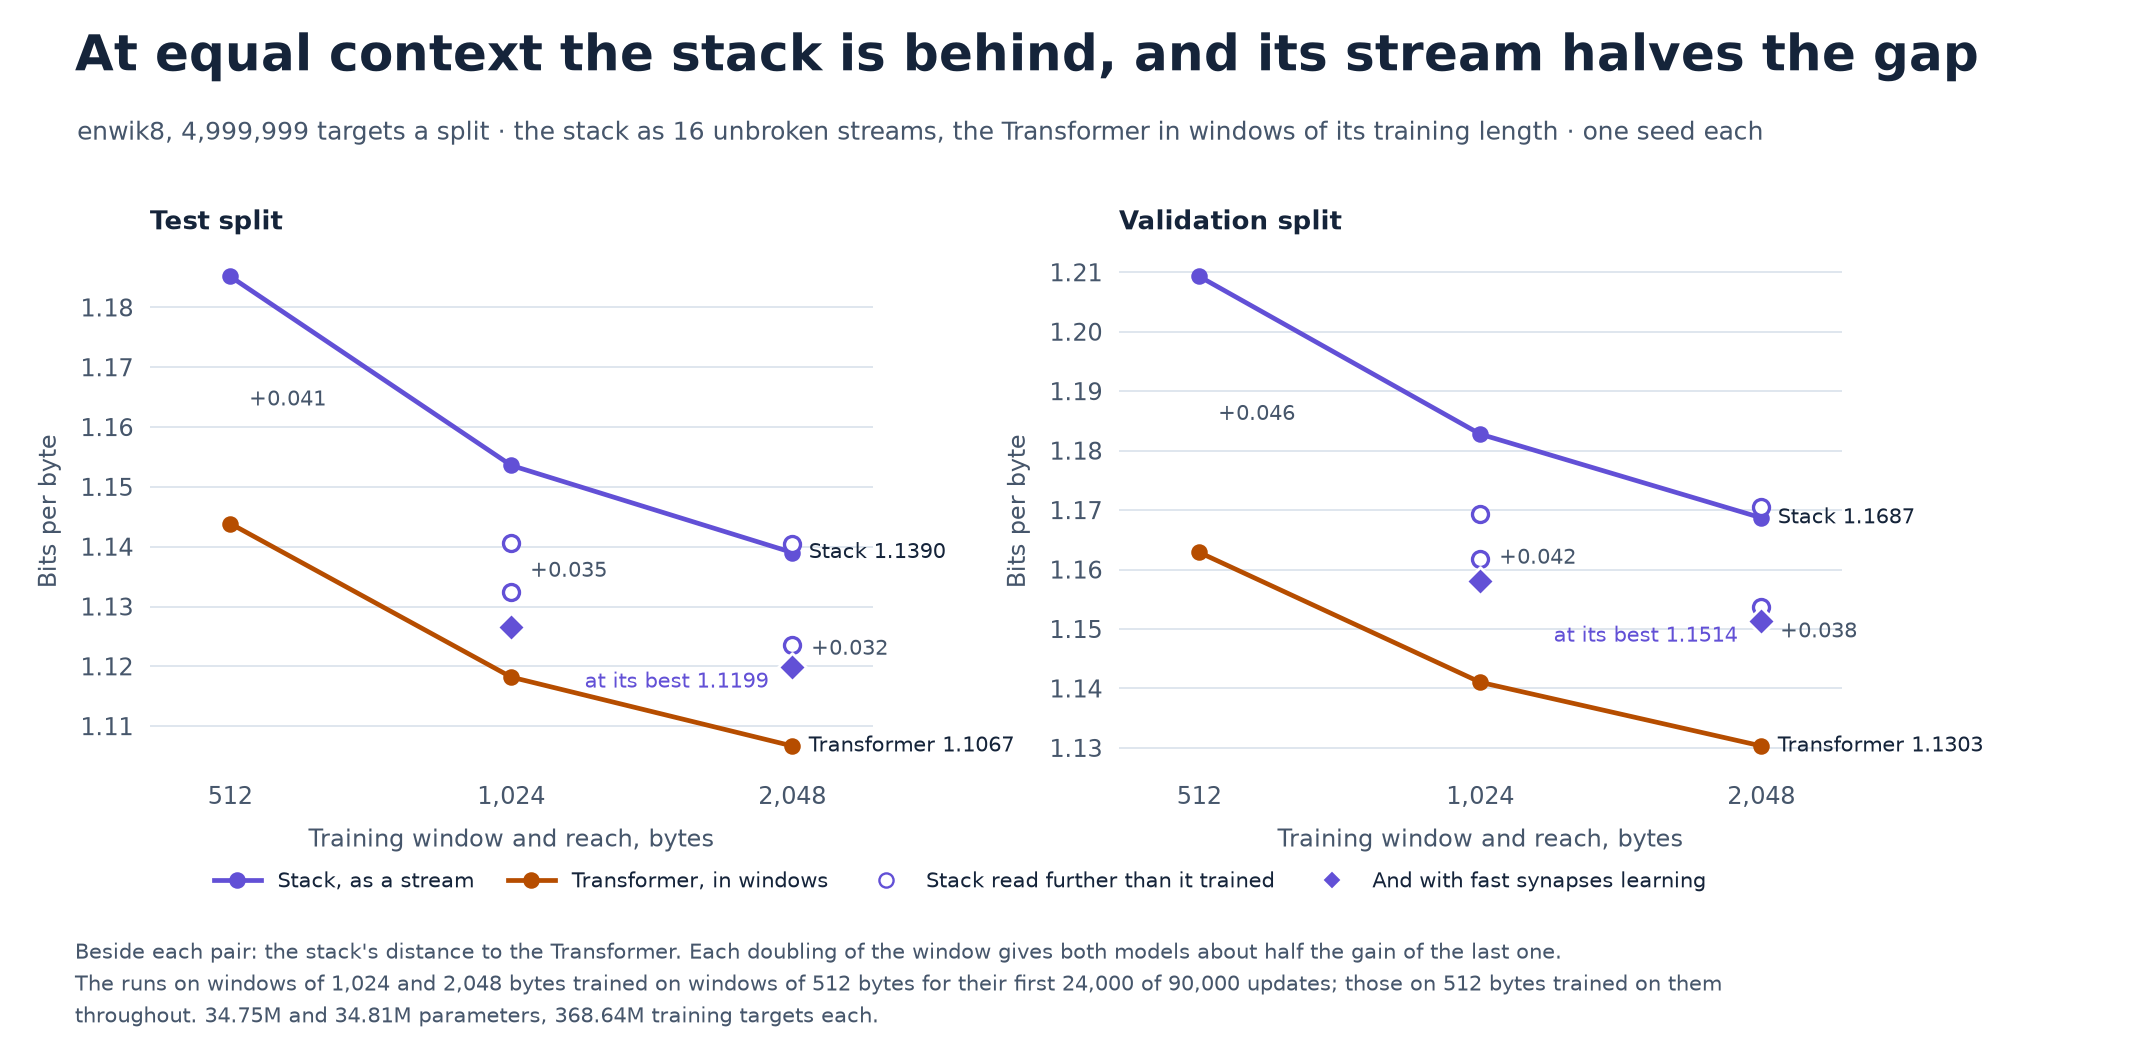 At equal context the stack is behind, and its stream halves the gap
enwik8, 4,999,999 targets a split · the stack as 16 unbroken streams, the Transformer in windows of its training length · one seed each
Test split
Bits per byte
1.18
1.17
1.16
1.15
1.14
1.13
1.12
1.11
+0.041
+0.035
+0.032
Stack 1.1390
at its best 1.1199
Transformer 1.1067
512
1,024
2,048
Training window and reach, bytes
Validation split
Bits per byte
1.21
1.20
1.19
1.18
1.17
1.16
1.15
1.14
1.13
+0.046
+0.042
+0.038
Stack 1.1687
at its best 1.1514
Transformer 1.1303
512
1,024
2,048
Training window and reach, bytes
Stack, as a stream
Transformer, in windows
Stack read further than it trained
And with fast synapses learning
Beside each pair: the stack's distance to the Transformer. Each doubling of the window gives both models about half the gain of the last one.
The runs on windows of 1,024 and 2,048 bytes trained on windows of 512 bytes for their first 24,000 of 90,000 updates; those on 512 bytes trained on them
throughout. 34.75M and 34.81M parameters, 368.64M training targets each.